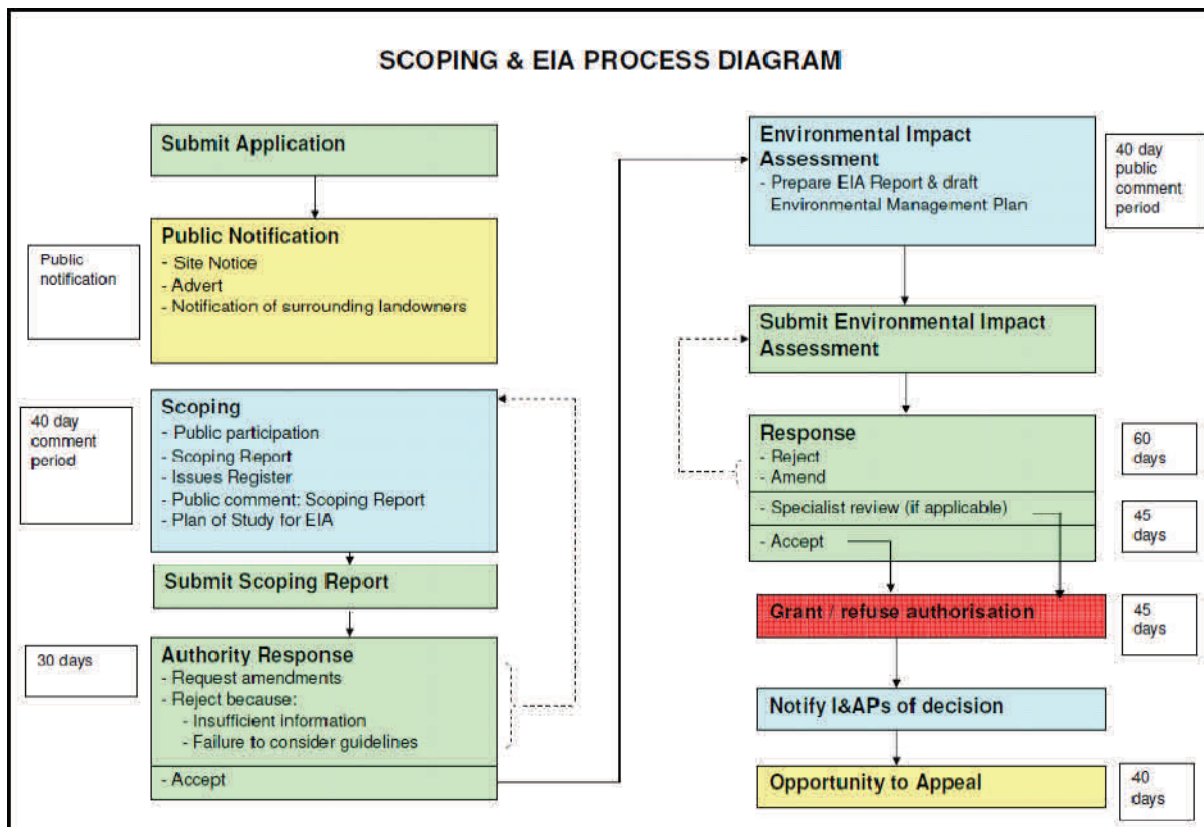 SCOPING & EIA PROCESS DIAGRAM
Submit Application
Public Notification
- Site Notice
- Advert
- Notification of surrounding landowners
Public
notification
Scoping
- Public participation
- Scoping Report
- Issues Register
- Public comment: Scoping Report
- Plan of Study for EIA
40 day
comment
period
Submit Scoping Report
Authority Response
- Request amendments
- Reject because:
- Insufficient information
- Failure to consider guidelines
- Accept
30 days
Environmental Impact
Assessment
- Prepare EIA Report & draft
Environmental Management Plan
40 day
public
comment
period
Submit Environmental Impact
Assessment
Response
- Reject
- Amend
- Specialist review (if applicable)
- Accept
60
days
45
days
Grant / refuse authorisation
45
days
Notify I&APs of decision
Opportunity to Appeal
40
days